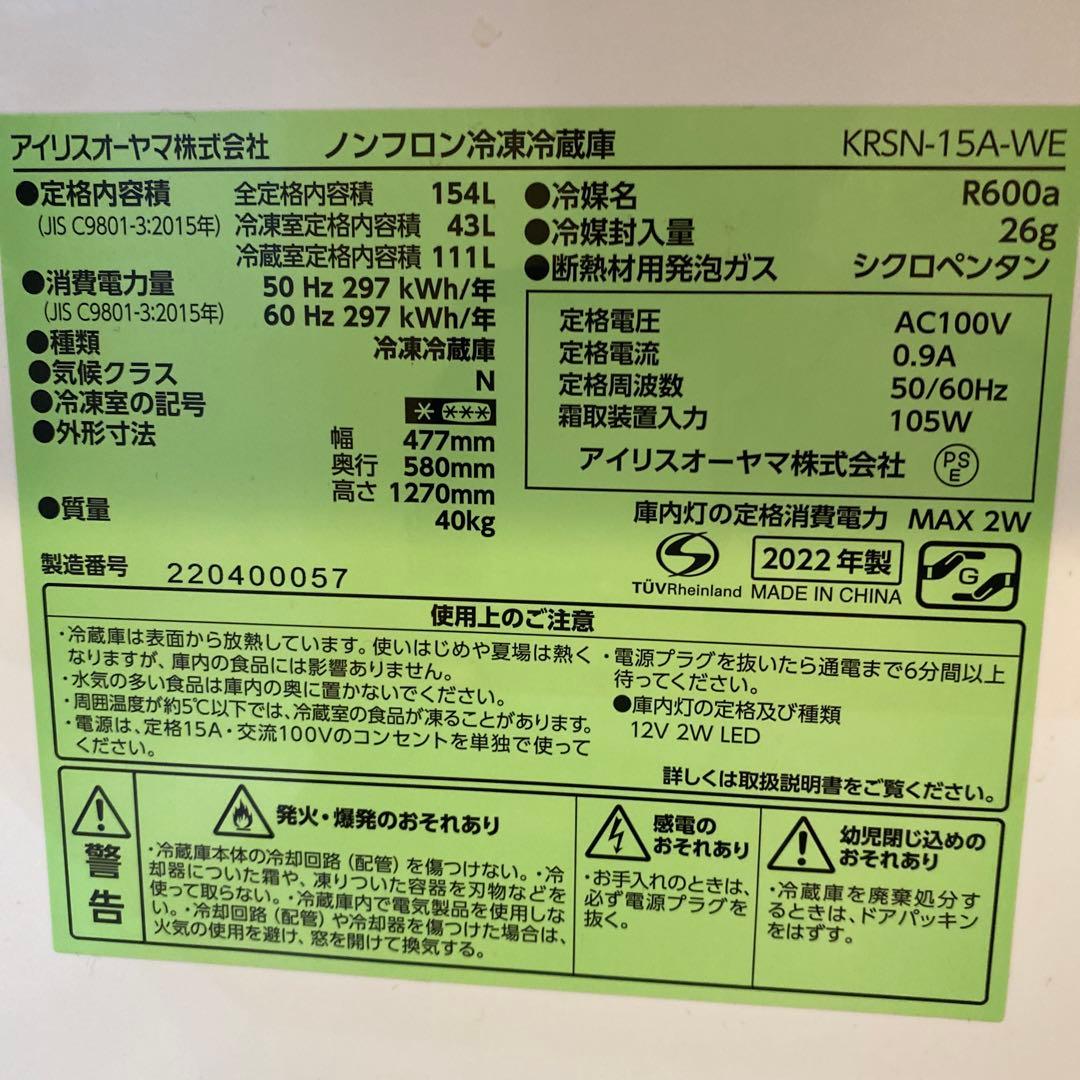 アイリスオーヤマ株式会社 ノンフロン冷凍冷蔵庫 KRSN-15A-WE
●定格内容積 全定格内容積 154L
(JIS C9801-3:2015年) 冷凍室定格内容積 43L
冷蔵室定格内容積 111L
●消費電力量 50 Hz 297 kWh/年
(JIS C9801-3:2015年) 60 Hz 297 kWh/年
●種類 冷凍冷蔵庫
●気候クラス N
●冷凍室の記号 * ***
●外形寸法 幅 477mm
奥行 580mm
高さ 1270mm
●質量 40kg
製造番号 220400057
●冷媒名 R600a
●冷媒封入量 26g
●断熱材用発泡ガス シクロペンタン
定格電圧 AC100V
定格電流 0.9A
定格周波数 50/60Hz
霜取装置入力 105W
アイリスオーヤマ株式会社 PSE
庫内灯の定格消費電力 MAX 2W
TÜVRheinland 2022年製 MADE IN CHINA G
使用上のご注意
・冷蔵庫は表面から放熱しています。使いはじめや夏場は熱く
なりますが、庫内の食品には影響ありません。
・水気の多い食品は庫内の奥に置かないでください。
・周囲温度が約5℃以下では、冷蔵室の食品が凍ることがあります。
・電源は、定格15A・交流100Vのコンセントを単独で使って
ください。
・電源プラグを抜いたら通電まで6分間以上
待ってください。
●庫内灯の定格及び種類
12V 2W LED
詳しくは取扱説明書をご覧ください。
警告
発火・爆発のおそれあり
・冷蔵庫本体の冷却回路（配管）を傷つけない。・冷
却器についた霜や、凍りついた容器を刃物などを
使って取らない。・冷蔵庫内で電気製品を使用しな
い。・冷却回路（配管）や冷却器を傷つけた場合は、
火気の使用を避け、窓を開けて換気する。
感電の
おそれあり
・お手入れのときは、
必ず電源プラグを
抜く。
幼児閉じ込めの
おそれあり
・冷蔵庫を廃棄処分す
るときは、ドアパッキン
をはずす。